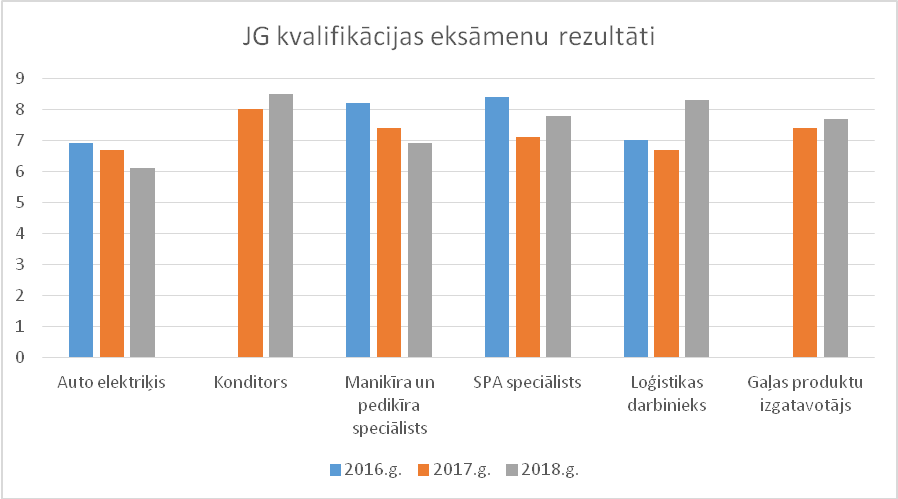 JG kvalifikācijas eksāmenu rezultāti
9
8
7
6
5
4
3
2
1
0
Auto elektriķis
Konditors
Manikīra un
pedikīra
speciālists
SPA speciālists
Loģistikas
darbinieks
Gaļas produktu
izgatavotājs
2016.g. 2017.g. 2018.g.